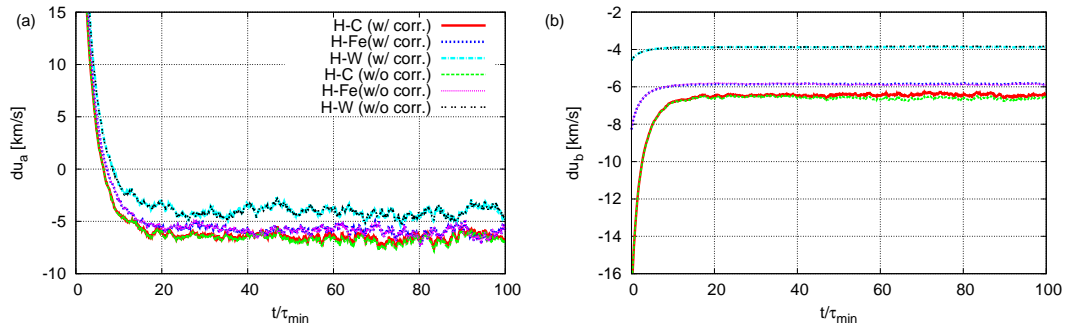 (a)
15
10
5
0
-5
-10
du_a [km/s]
H-C (w/ corr.)
H-Fe(w/ corr.)
H-W (w/ corr.)
H-C (w/o corr.)
H-Fe(w/o corr.)
H-W (w/o corr.)
0 20 40 60 80 100
t/τ_min
(b)
-2
-4
-6
-8
-10
-12
-14
-16
du_b [km/s]
0 20 40 60 80 100
t/τ_min